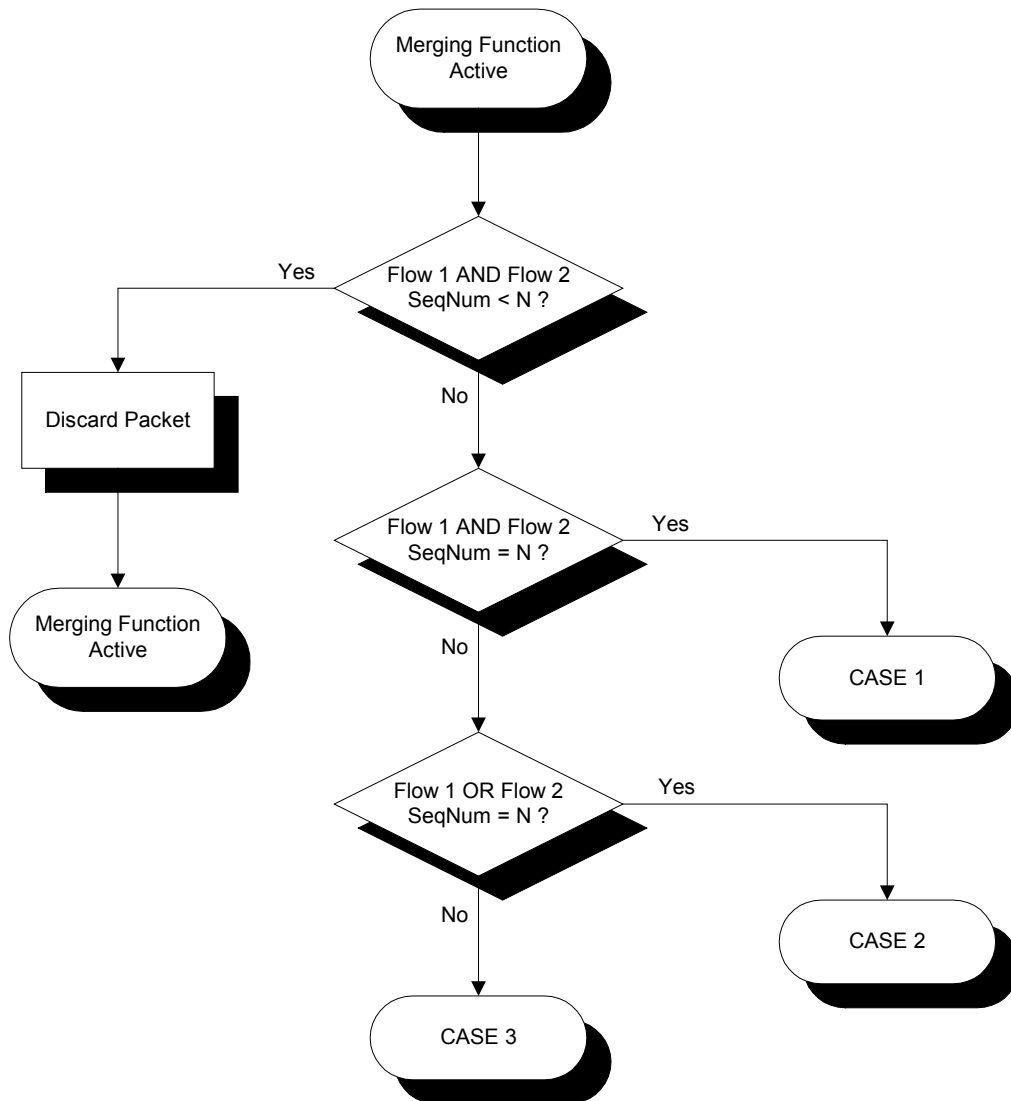 Merging Function
Active
Yes
Flow 1 AND Flow 2
SeqNum < N ?
No
Discard Packet
Flow 1 AND Flow 2
SeqNum = N ?
Yes
Merging Function
Active
No
CASE 1
Flow 1 OR Flow 2
SeqNum = N ?
Yes
No
CASE 2
CASE 3